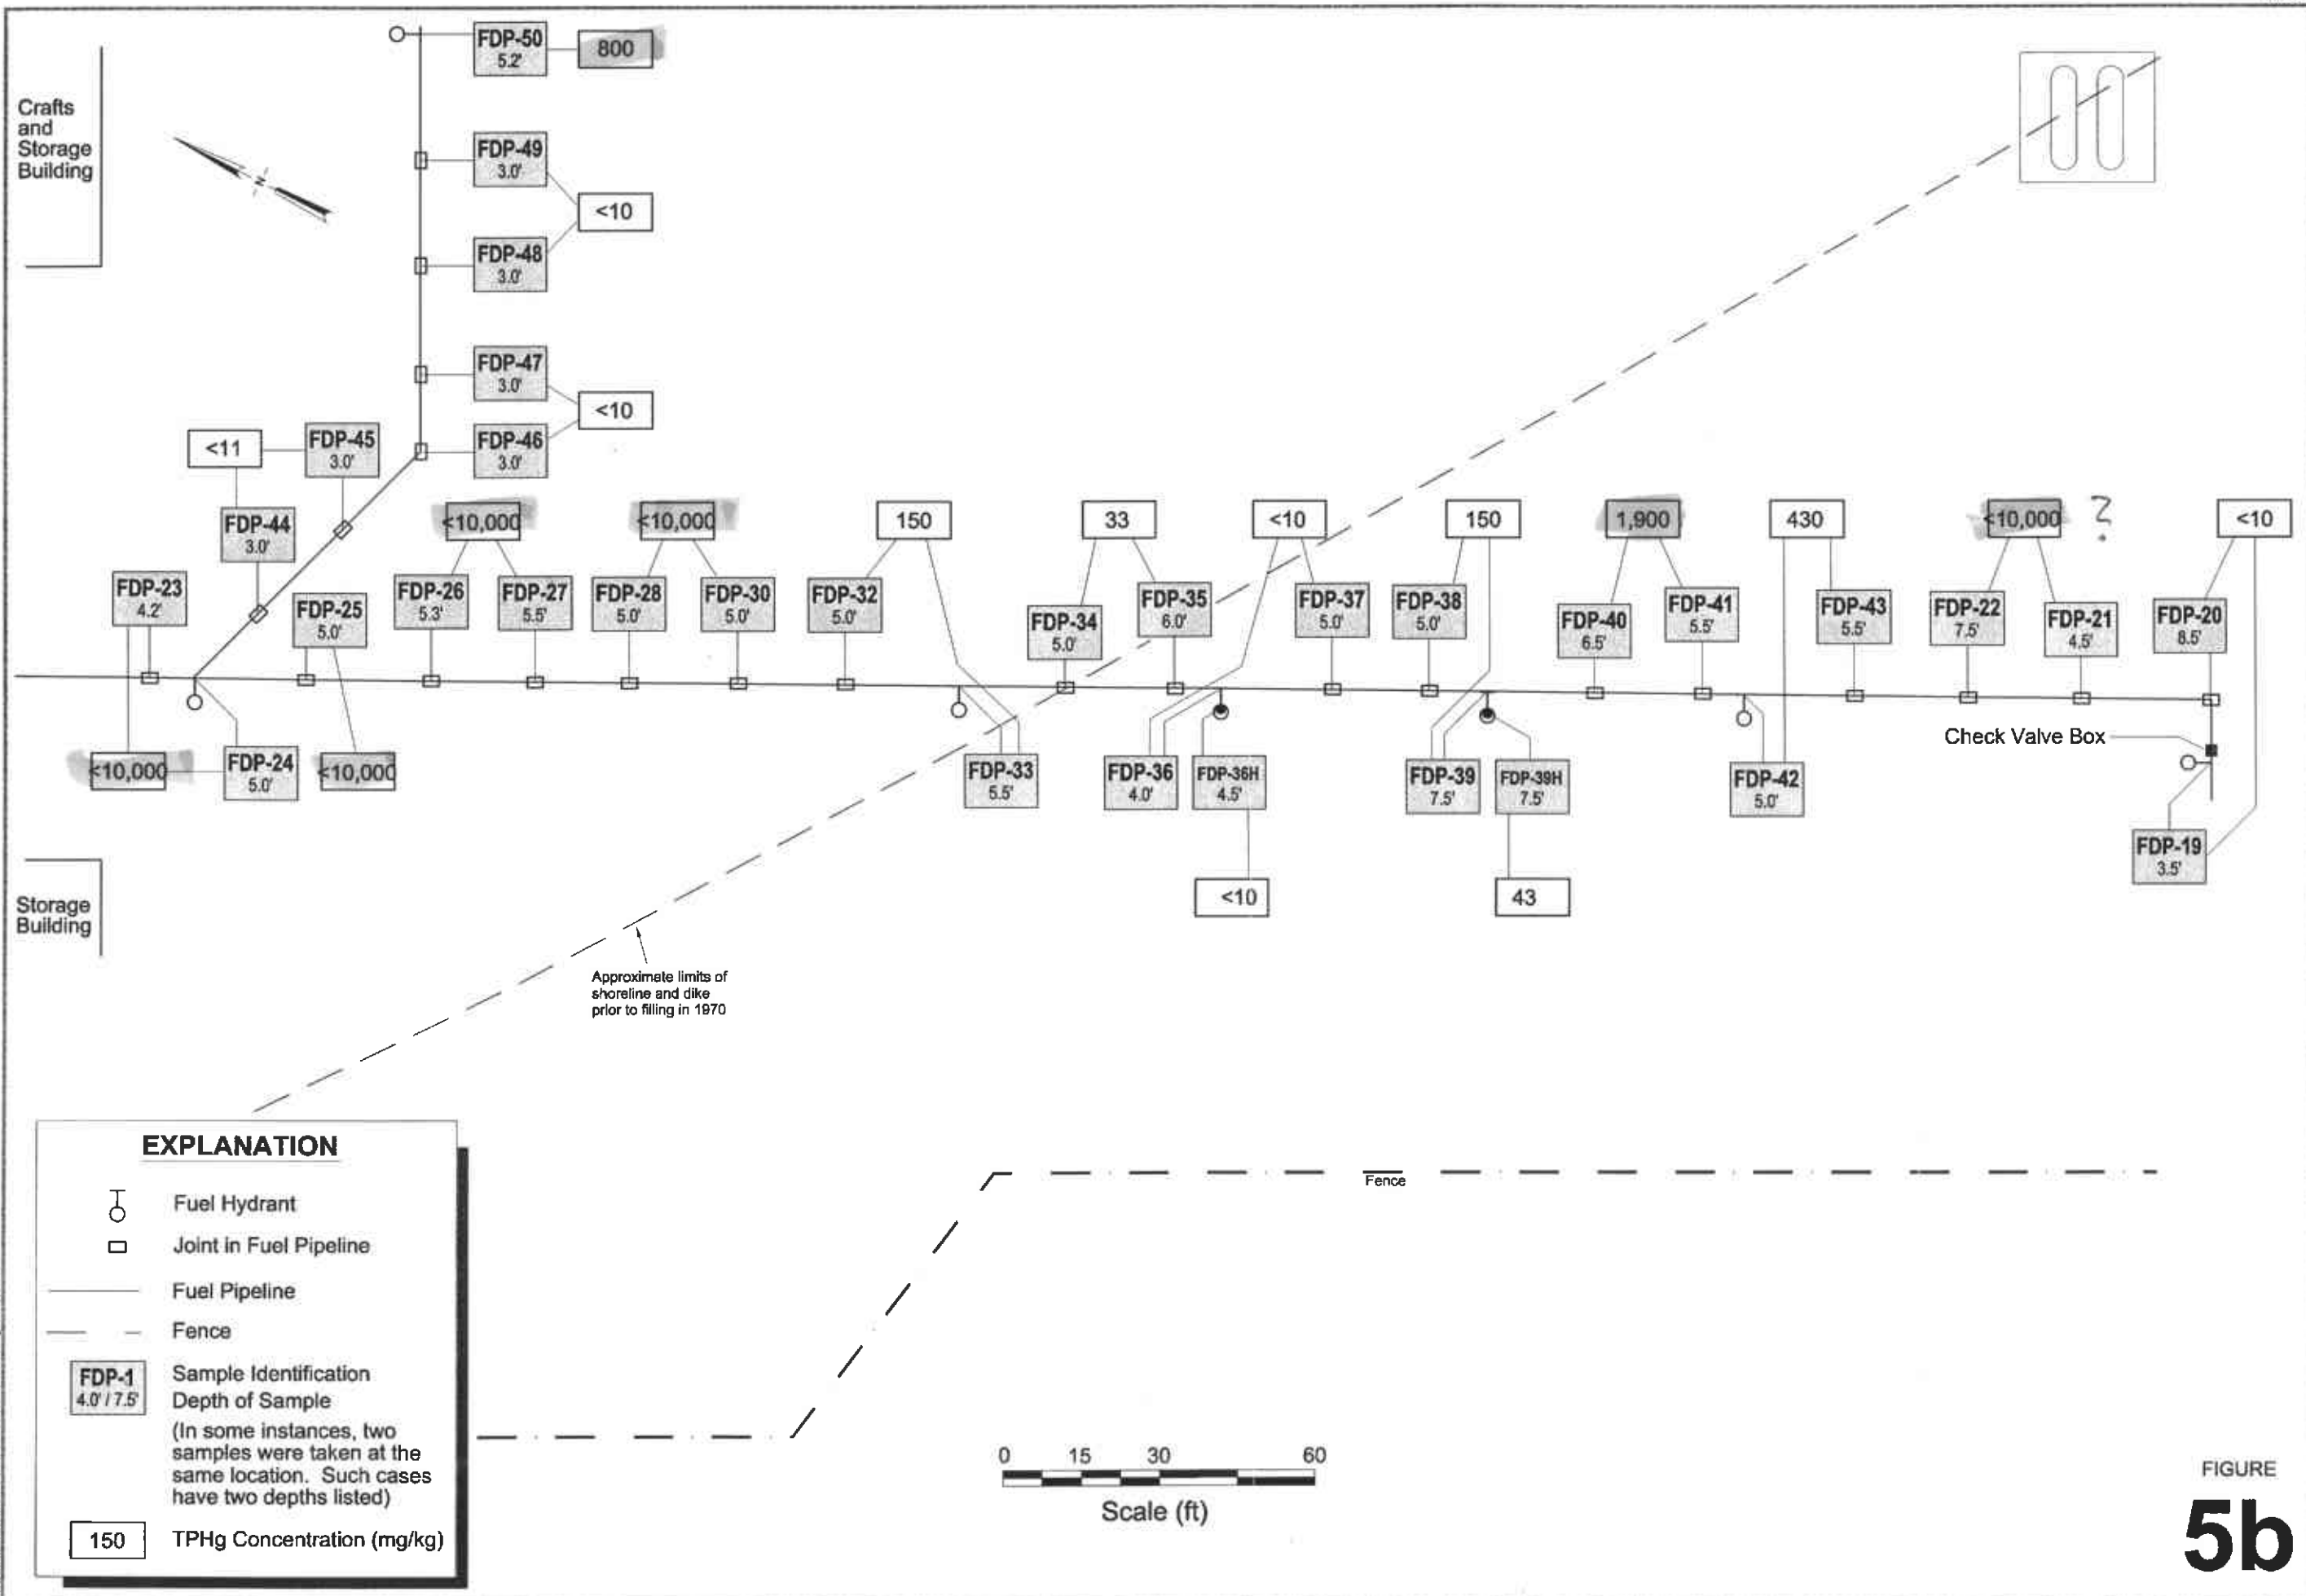 FDP-50
5.2'
800
Crafts
and
Storage
Building
FDP-49
3.0'
<10
FDP-48
3.0'
N
FDP-47
3.0'
<10
FDP-46
3.0'
<11
FDP-45
3.0'
FDP-44
3.0'
<10,000
<10,000
150
33
<10
150
1,900
430
<10,000
?
<10
FDP-23
4.2'
FDP-25
5.0'
FDP-26
5.3'
FDP-27
5.5'
FDP-28
5.0'
FDP-30
5.0'
FDP-32
5.0'
FDP-34
5.0'
FDP-35
6.0'
FDP-37
5.0'
FDP-38
5.0'
FDP-40
6.5'
FDP-41
5.5'
FDP-43
5.5'
FDP-22
7.5'
FDP-21
4.5'
FDP-20
8.5'
Check Valve Box
<10,000
FDP-24
5.0'
<10,000
FDP-33
5.5'
FDP-36
4.0'
FDP-36H
4.5'
FDP-39
7.5'
FDP-39H
7.5'
FDP-42
5.0'
FDP-19
3.5'
<10
43
Storage
Building
Approximate limits of
shoreline and dike
prior to filling in 1970
Fence
EXPLANATION
Fuel Hydrant
Joint in Fuel Pipeline
Fuel Pipeline
Fence
FDP-1
4.0' / 7.5'
Sample Identification
Depth of Sample
(In some instances, two
samples were taken at the
same location. Such cases
have two depths listed)
150
TPHg Concentration (mg/kg)
0 15 30 60
Scale (ft)
FIGURE
5b